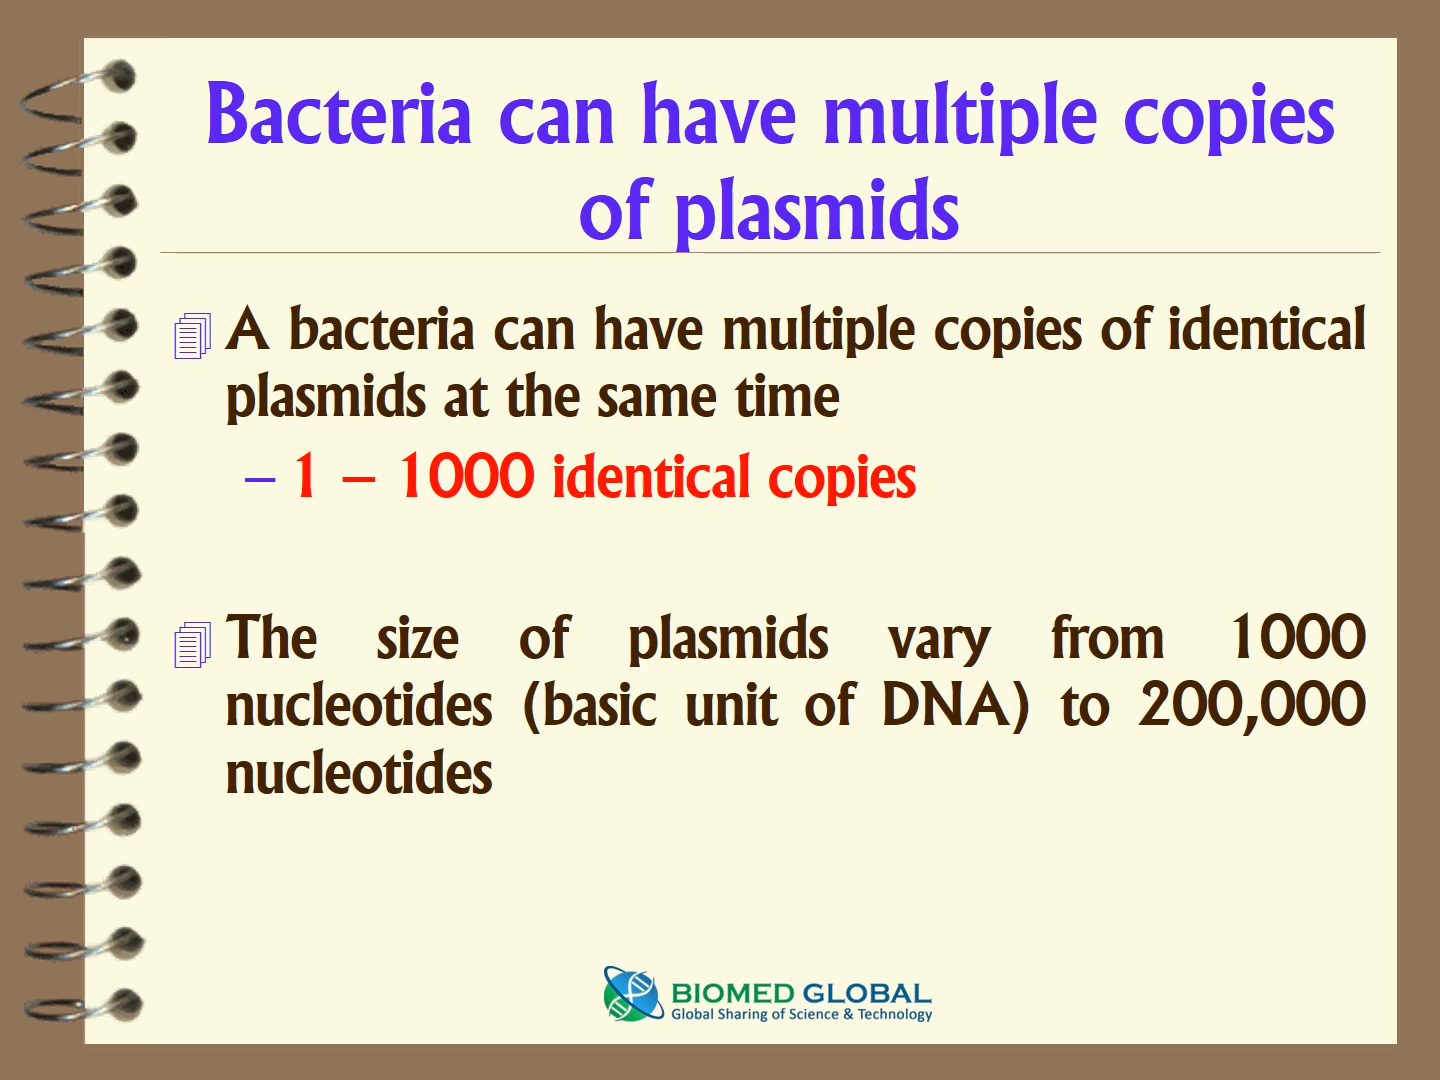 Bacteria can have multiple copies
of plasmids
A bacteria can have multiple copies of identical
plasmids at the same time
– 1 – 1000 identical copies
The size of plasmids vary from 1000
nucleotides (basic unit of DNA) to 200,000
nucleotides
BIOMED GLOBAL
Global Sharing of Science & Technology